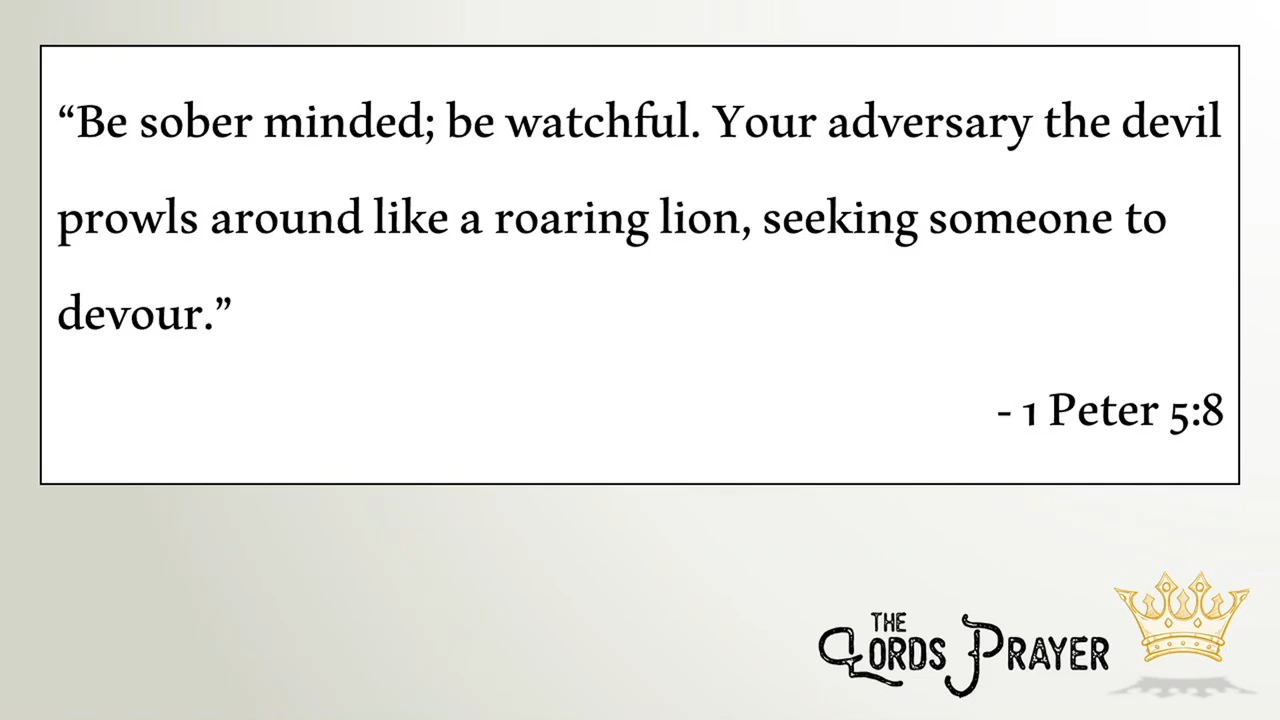 “Be sober minded; be watchful. Your adversary the devil
prowls around like a roaring lion, seeking someone to
devour.”
- 1 Peter 5:8
THE
LORDS PRAYER